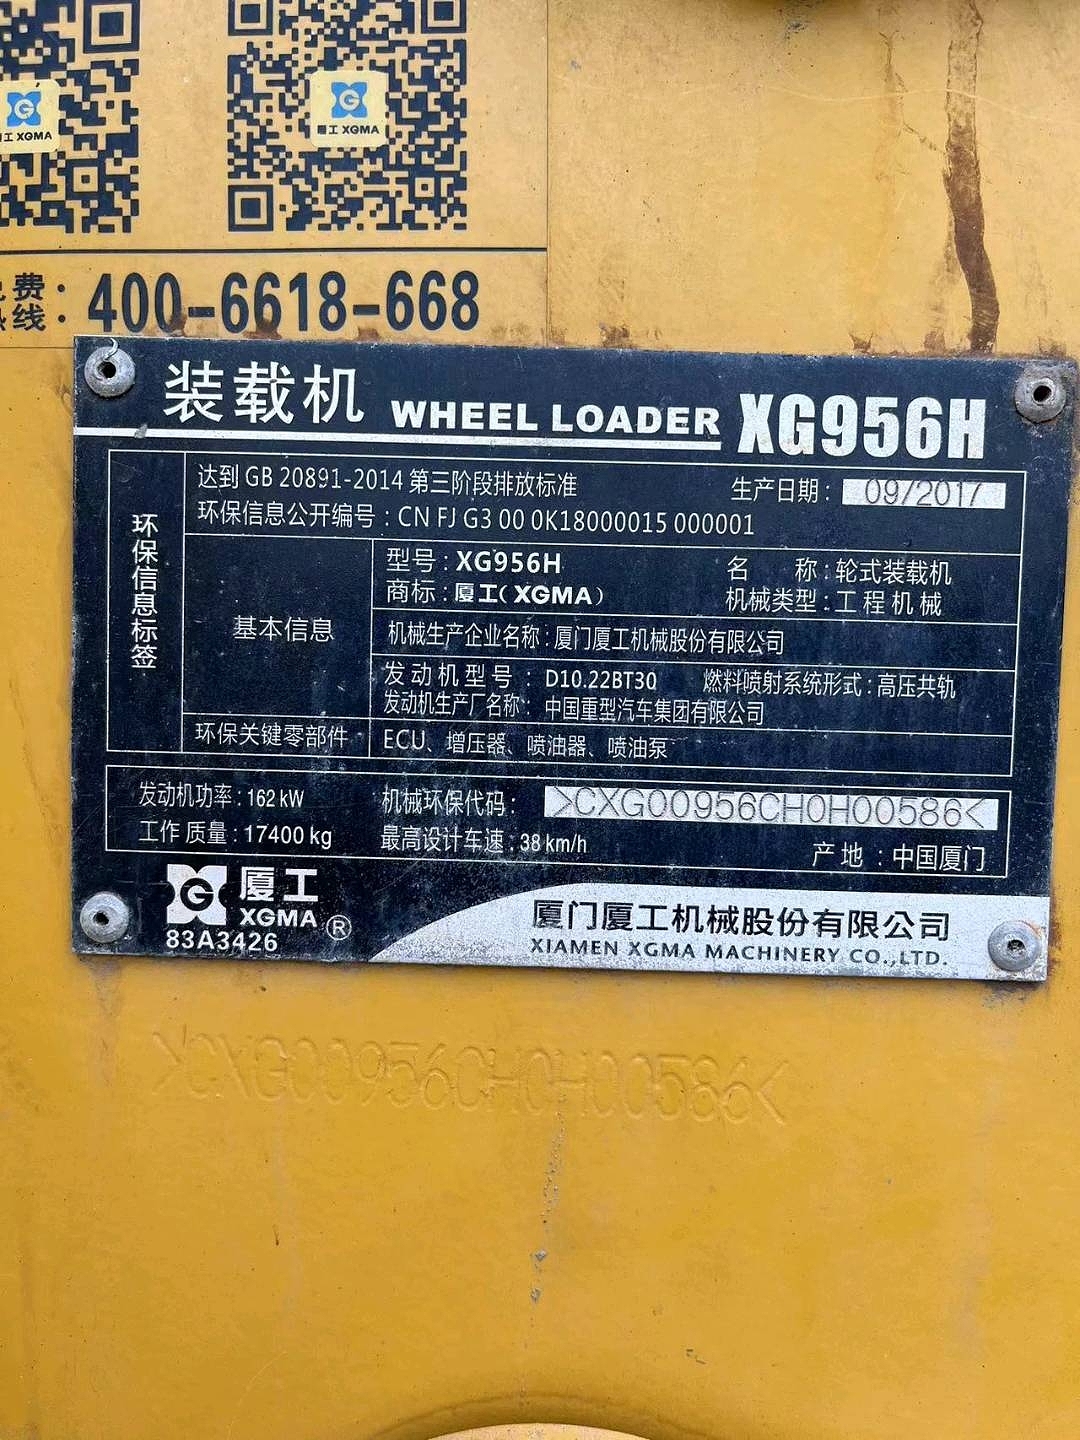 厦工 XGMA
工 XGMA
费:
线:
400-6618-668
装载机 WHEEL LOADER XG956H
环保信息标签
达到 GB 20891-2014 第三阶段排放标准 生产日期: 09/2017
环保信息公开编号: CN FJ G3 00 0K18000015 000001
基本信息
型号: XG956H 名 称: 轮式装载机
商标: 厦工(XGMA) 机械类型: 工程机械
机械生产企业名称: 厦门厦工机械股份有限公司
发动机型号: D10.22BT30 燃料喷射系统形式: 高压共轨
发动机生产厂名称: 中国重型汽车集团有限公司
环保关键零部件 ECU、增压器、喷油器、喷油泵
发动机功率: 162 kW 机械环保代码: >CXG00956CH0H00586<
工作质量: 17400 kg 最高设计车速: 38 km/h
产地: 中国厦门
G 厦工
XGMA ®
83A3426
厦门厦工机械股份有限公司
XIAMEN XGMA MACHINERY CO.,LTD.
>CXG00956CH0H00586<